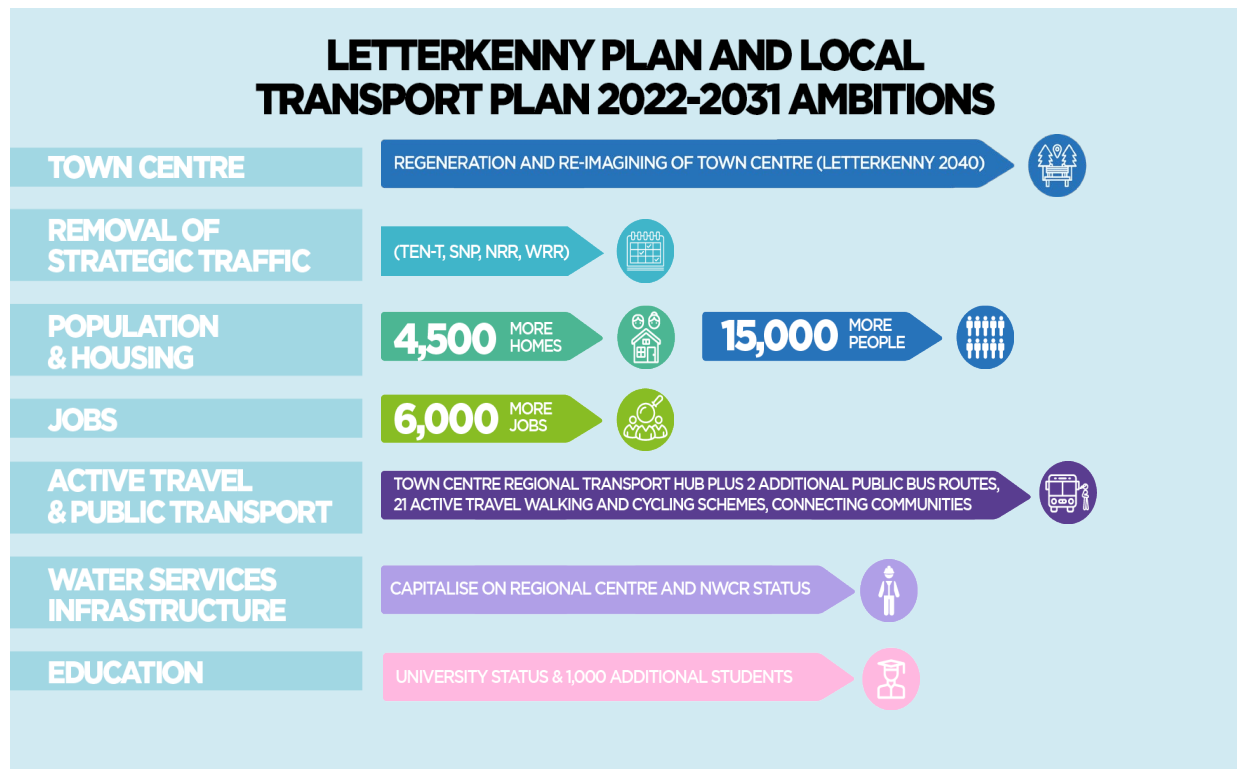 LETTERKENNY PLAN AND LOCAL
TRANSPORT PLAN 2022-2031 AMBITIONS
TOWN CENTRE
REGENERATION AND RE-IMAGINING OF TOWN CENTRE (LETTERKENNY 2040)
REMOVAL OF
STRATEGIC TRAFFIC
(TEN-T, SNP, NRR, WRR)
POPULATION
& HOUSING
4,500 MORE
HOMES
15,000 MORE
PEOPLE
JOBS
6,000 MORE
JOBS
ACTIVE TRAVEL
& PUBLIC TRANSPORT
TOWN CENTRE REGIONAL TRANSPORT HUB PLUS 2 ADDITIONAL PUBLIC BUS ROUTES,
21 ACTIVE TRAVEL WALKING AND CYCLING SCHEMES, CONNECTING COMMUNITIES
WATER SERVICES
INFRASTRUCTURE
CAPITALISE ON REGIONAL CENTRE AND NWCR STATUS
EDUCATION
UNIVERSITY STATUS & 1,000 ADDITIONAL STUDENTS